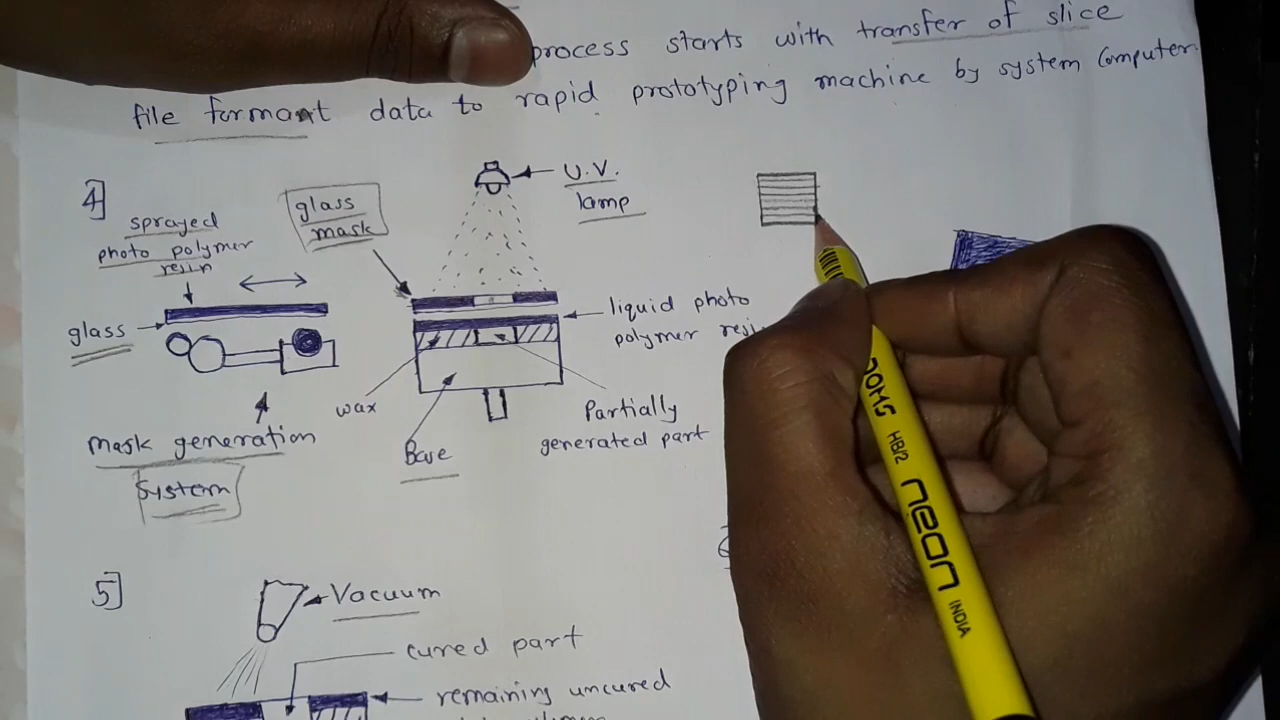 process starts with transfer of slice
file formant data to rapid prototyping machine by system Computer.
4]
sprayed
photo polymer
resin
glass
mask
U.V.
lamp
glass
liquid photo
polymer
wax
Partially
generated part
mask generation
System
Base
5]
Vacuum
cured part
remaining uncured
DOMS HB/2 neon INDIA